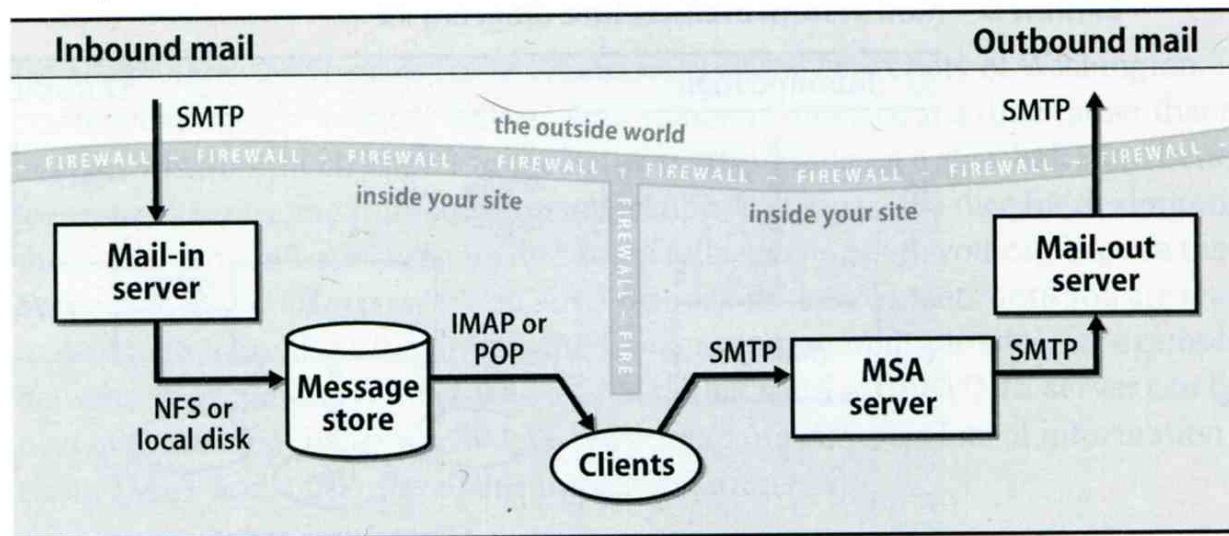 Inbound mail
Outbound mail
SMTP
SMTP
the outside world
- FIREWALL - FIREWALL - FIREWALL - FIREWALL + FIREWALL - FIREWALL - FIREWALL - FIREWALL -
inside your site
inside your site
FIREWALL - FIRE
Mail-in
server
Mail-out
server
IMAP or
POP
SMTP
SMTP
Message
store
MSA
server
NFS or
local disk
Clients